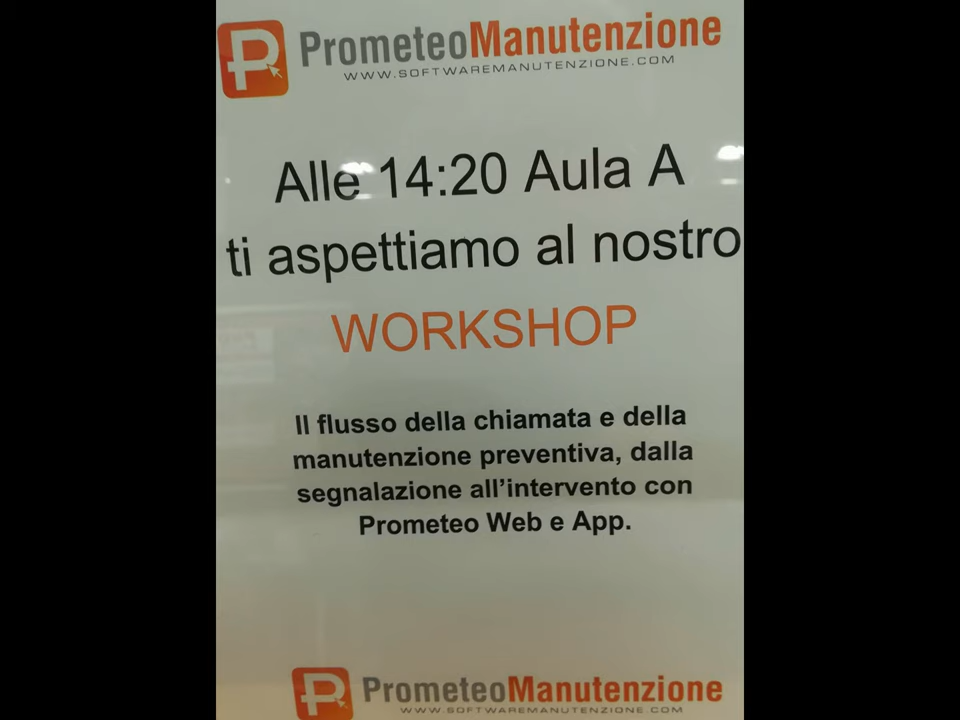 PrometeoManutenzione
WWW.SOFTWAREMANUTENZIONE.COM
Alle 14:20 Aula A
ti aspettiamo al nostro
WORKSHOP
Il flusso della chiamata e della
manutenzione preventiva, dalla
segnalazione all'intervento con
Prometeo Web e App.
PrometeoManutenzione
WWW.SOFTWAREMANUTENZIONE.COM